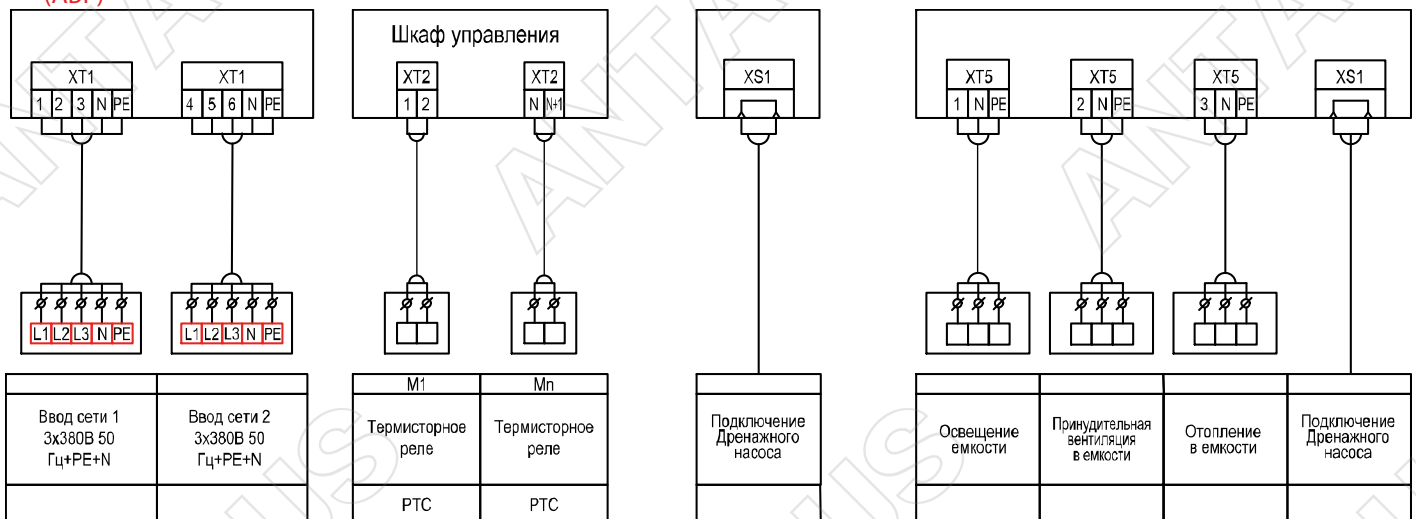 (АВР)
Шкаф управления
XT1
XT1
XT2
XT2
XS1
XT5
XT5
XT5
XS1
1 2 3 N PE
4 5 6 N PE
1 2
N N+1
1 N PE
2 N PE
3 N PE
L1 L2 L3 N PE
L1 L2 L3 N PE
M1
Mn
Ввод сети 1
3x380В 50
Гц+PE+N
Ввод сети 2
3x380В 50
Гц+PE+N
Термисторное
реле
Термисторное
реле
Подключение
Дренажного
насоса
Освещение
емкости
Принудительная
вентиляция
в емкости
Отопление
в емкости
Подключение
Дренажного
насоса
PTC
PTC